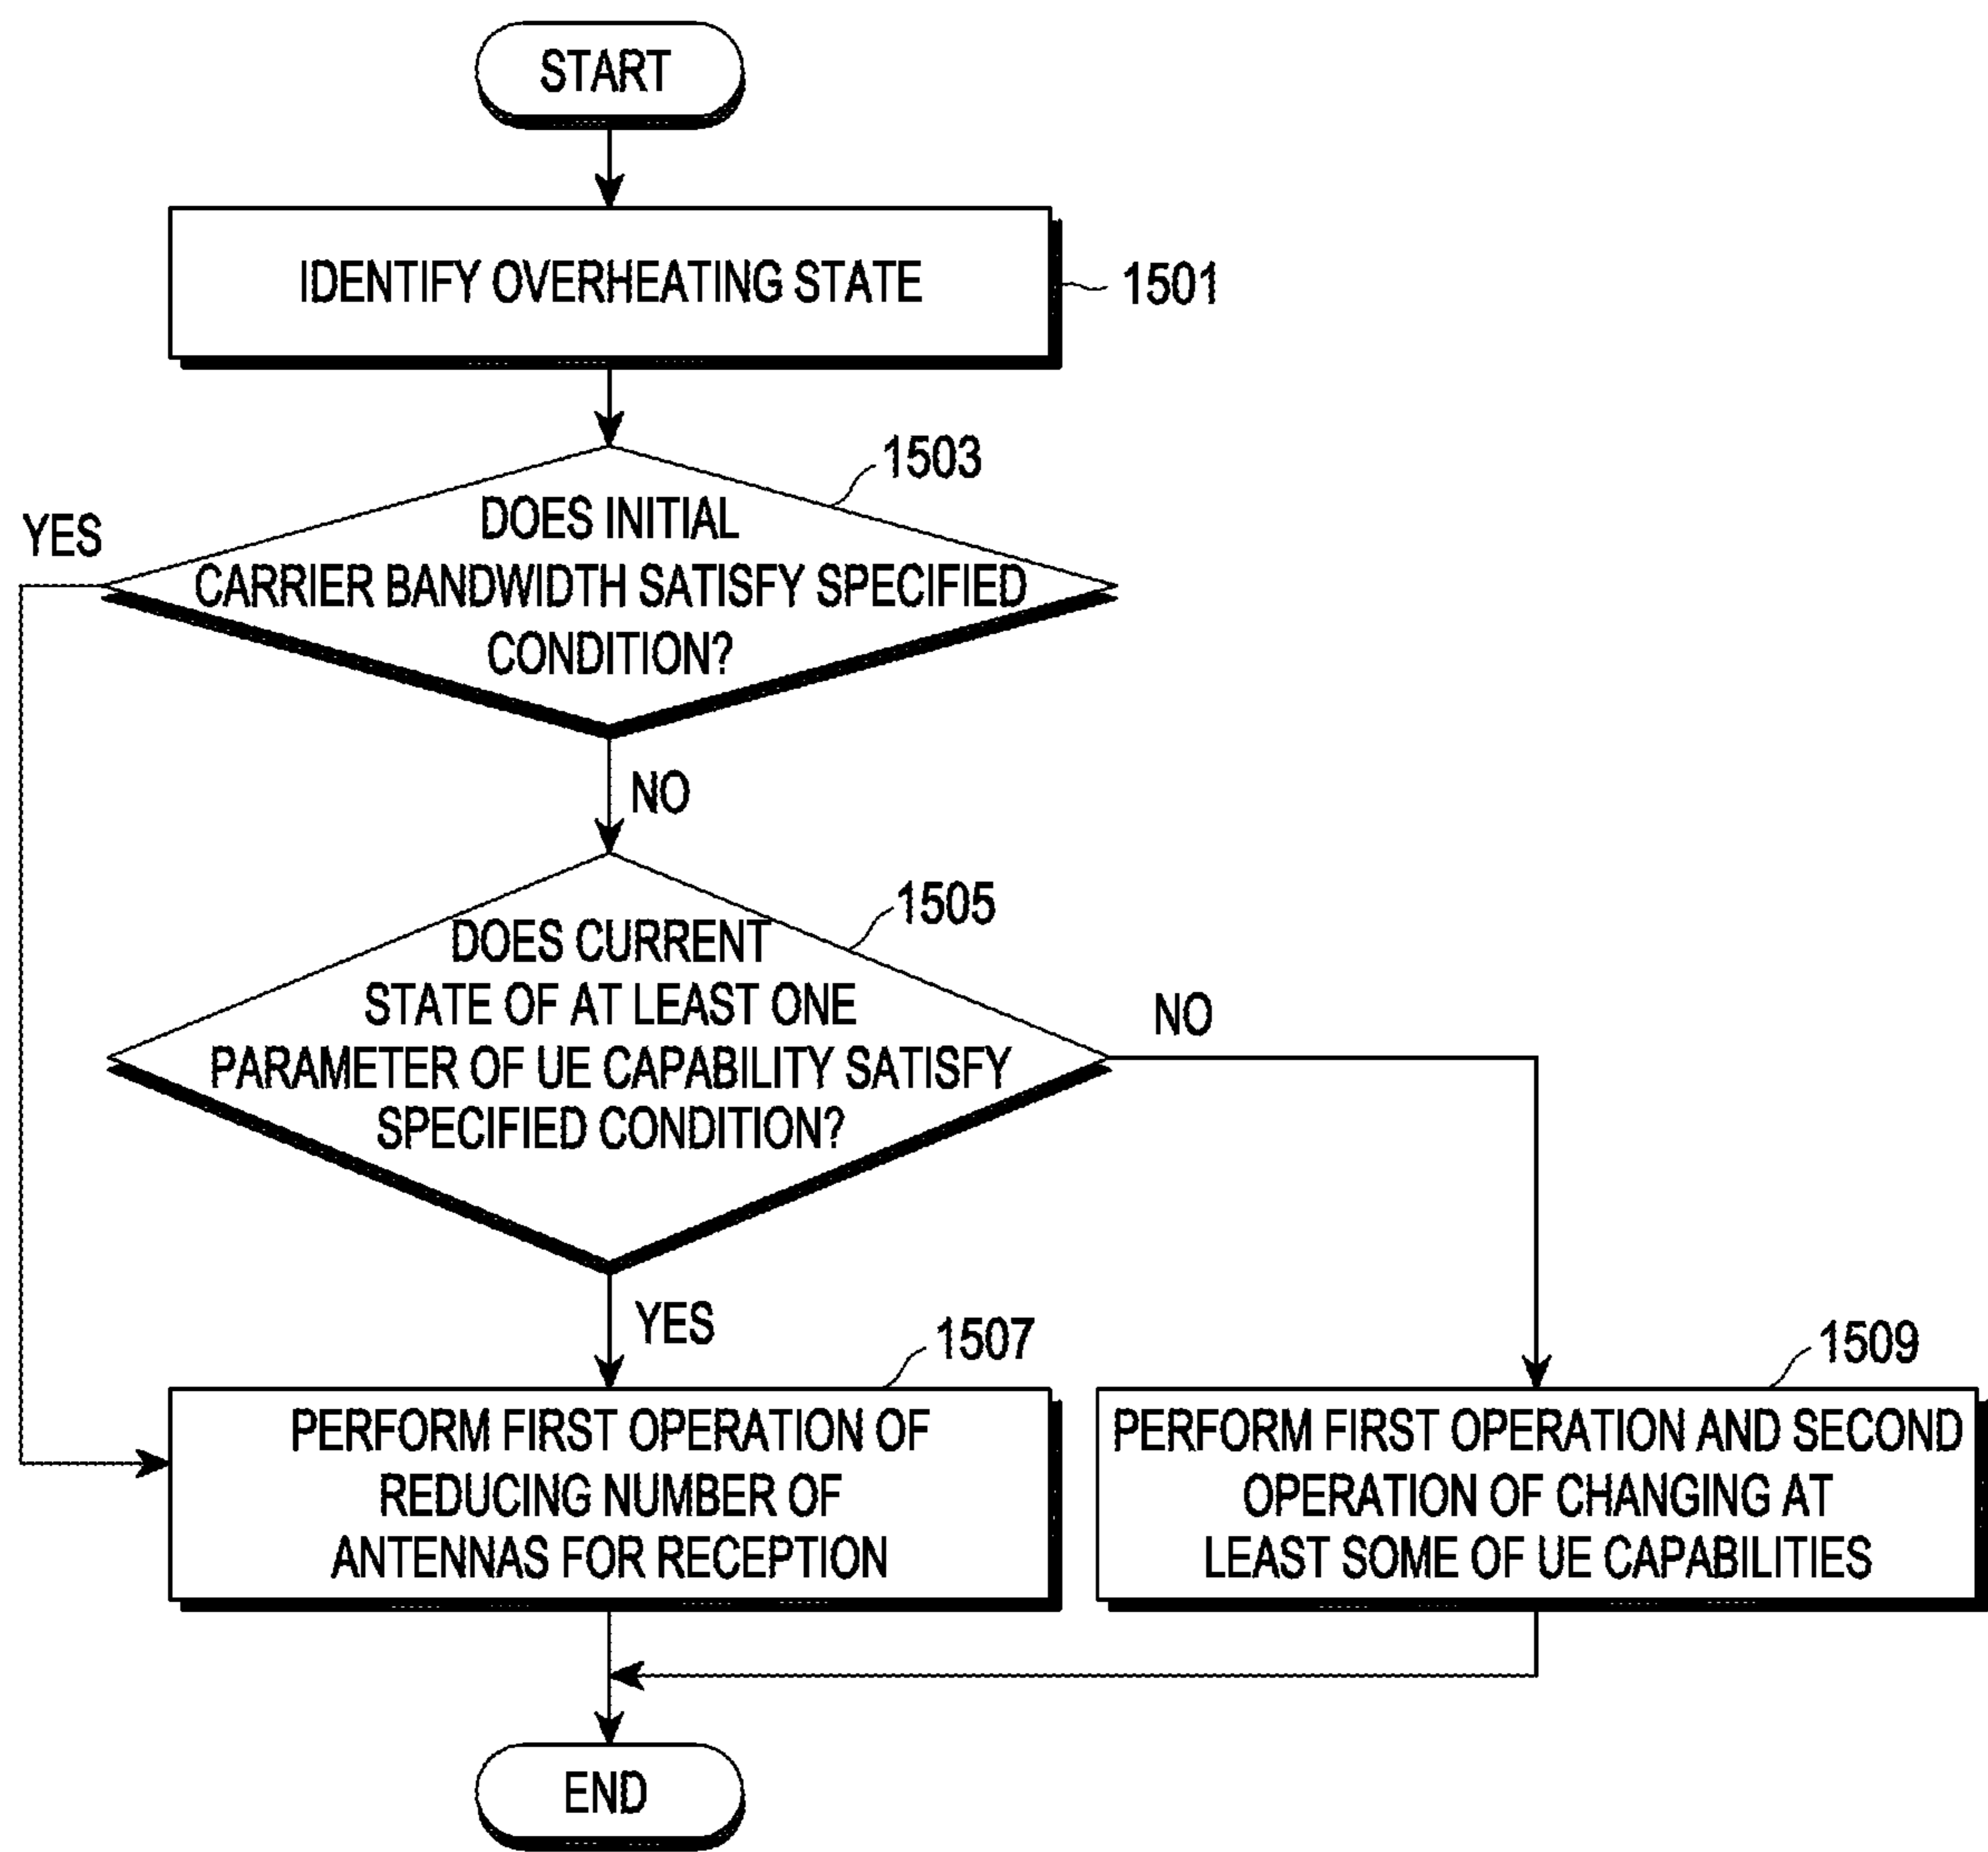 START
IDENTIFY OVERHEATING STATE
1501
1503
DOES INITIAL
CARRIER BANDWIDTH SATISFY SPECIFIED
CONDITION?
YES
NO
1505
DOES CURRENT
STATE OF AT LEAST ONE
PARAMETER OF UE CAPABILITY SATISFY
SPECIFIED CONDITION?
NO
YES
1507
PERFORM FIRST OPERATION OF
REDUCING NUMBER OF
ANTENNAS FOR RECEPTION
1509
PERFORM FIRST OPERATION AND SECOND
OPERATION OF CHANGING AT
LEAST SOME OF UE CAPABILITIES
END